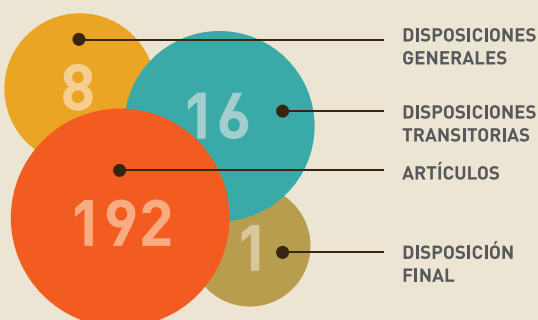 8
DISPOSICIONES
GENERALES
16
DISPOSICIONES
TRANSITORIAS
192
ARTÍCULOS
1
DISPOSICIÓN
FINAL